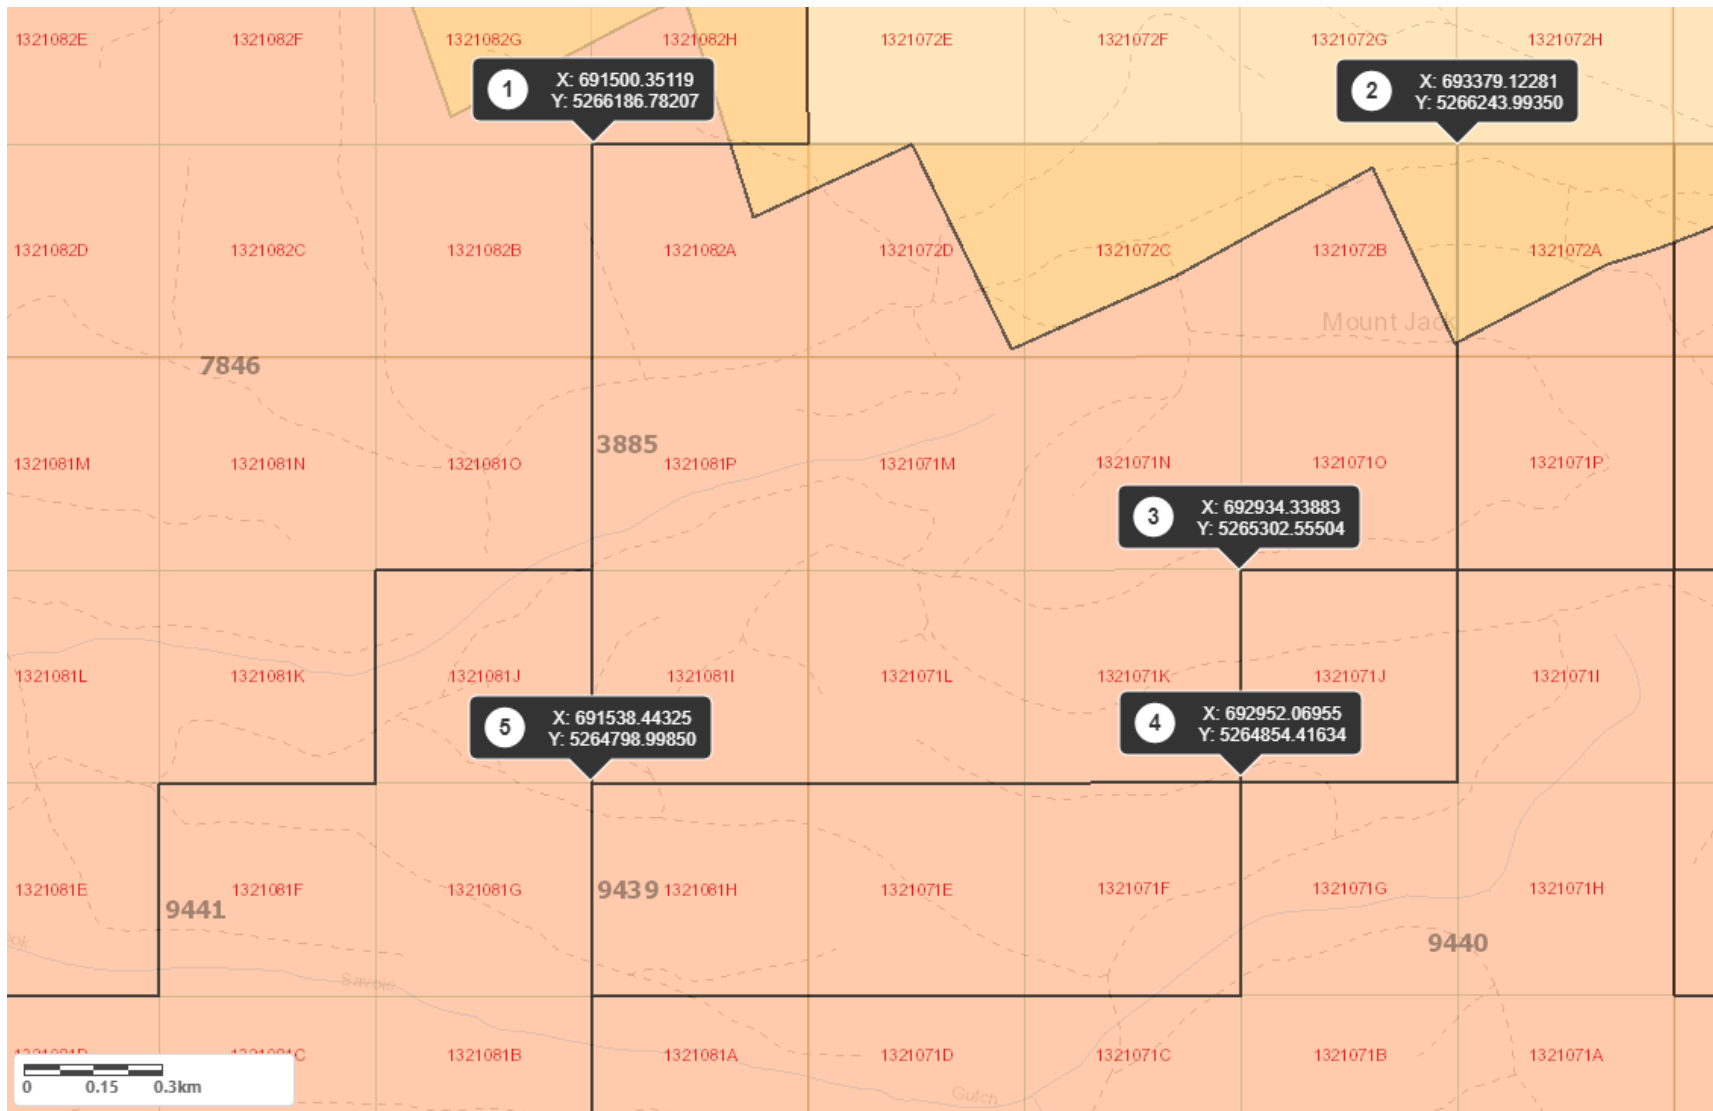 1321082E 1321082F 1321082G 1321082H 1321072E 1321072F 1321072G 1321072H
1
X: 691500.35119
Y: 5266186.78207
2
X: 693379.12281
Y: 5266243.99350
1321082D 1321082C 1321082B 1321082A 1321072D 1321072C 1321072B 1321072A
Mount Jack
7846
3885
1321081M 1321081N 1321081O 1321081P 1321071M 1321071N 1321071O 1321071P
3
X: 692934.33883
Y: 5265302.55504
1321081L 1321081K 1321081J 1321081I 1321071L 1321071K 1321071J 1321071I
5
X: 691538.44325
Y: 5264798.99850
4
X: 692952.06955
Y: 5264854.41634
1321081E 1321081F 1321081G 9439 1321081H 1321071E 1321071F 1321071G 1321071H
9441
ok
9440
Savoie
1321081D 1321081C 1321081B 1321081A 1321071D 1321071C 1321071B 1321071A
0 0.15 0.3km
Gulch